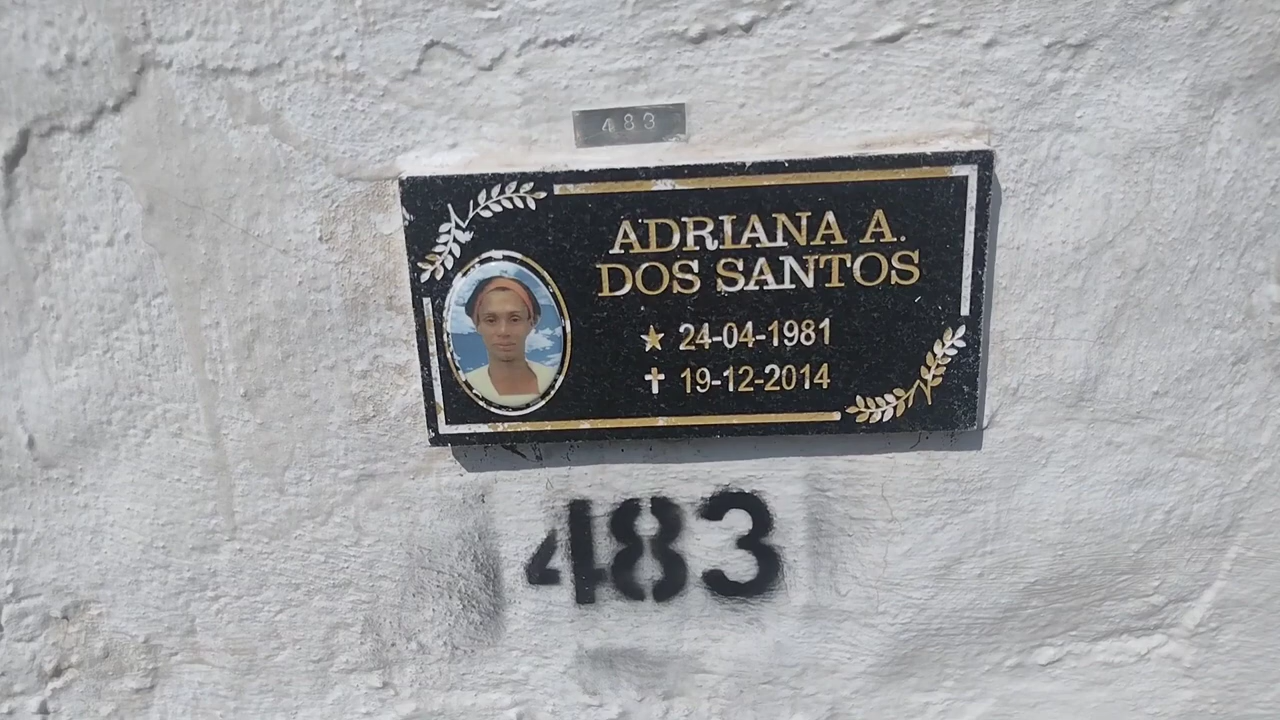 483
ADRIANA A.
DOS SANTOS
24-04-1981
19-12-2014
483